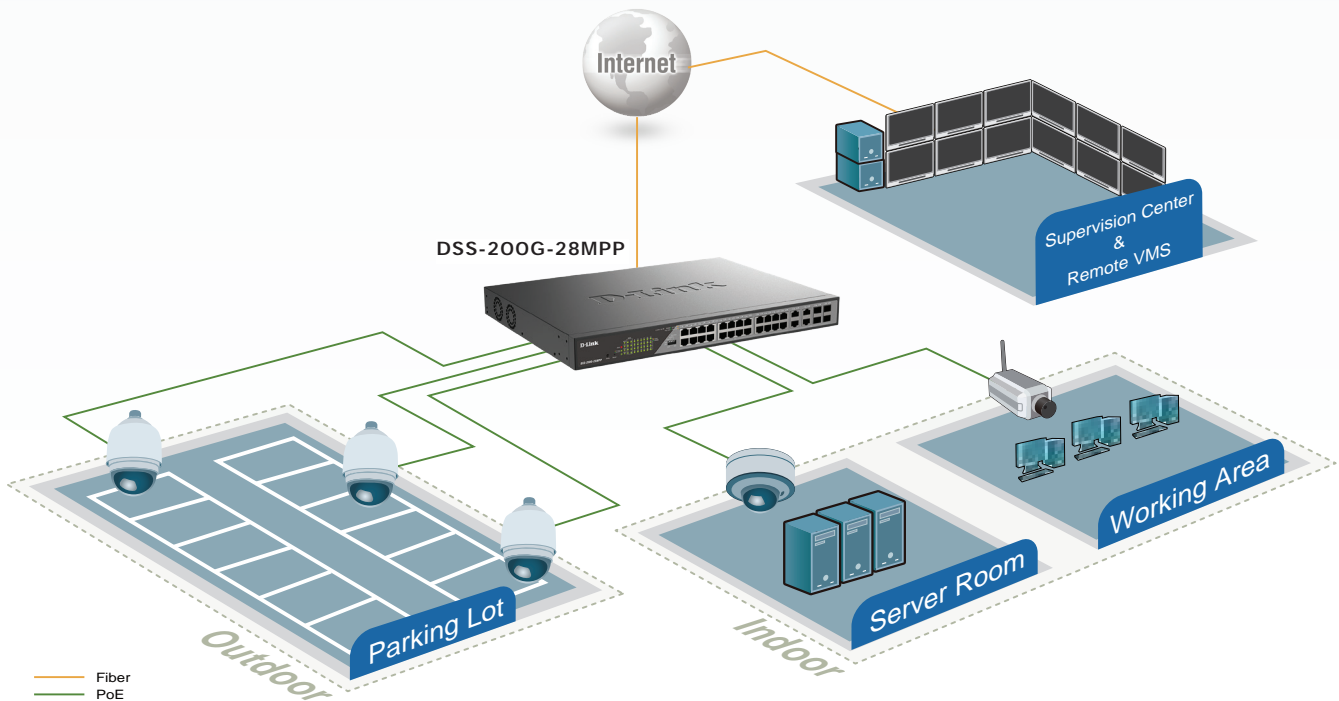 Internet
Supervision Center
&
Remote VMS
DSS-200G-28MPP
D-Link
D-Link
Working Area
Server Room
Parking Lot
Outdoor
Indoor
Fiber
PoE